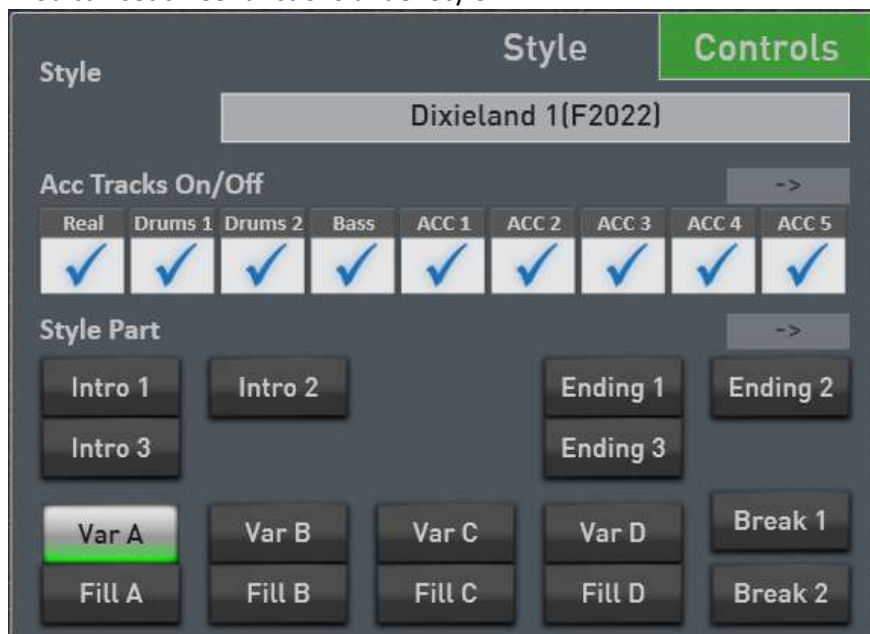 Style Controls
Style
Dixieland 1(F2022)
Acc Tracks On/Off ->
Real Drums 1 Drums 2 Bass ACC 1 ACC 2 ACC 3 ACC 4 ACC 5
Style Part ->
Intro 1 Intro 2 Ending 1 Ending 2
Intro 3 Ending 3
Var A Var B Var C Var D Break 1
Fill A Fill B Fill C Fill D Break 2